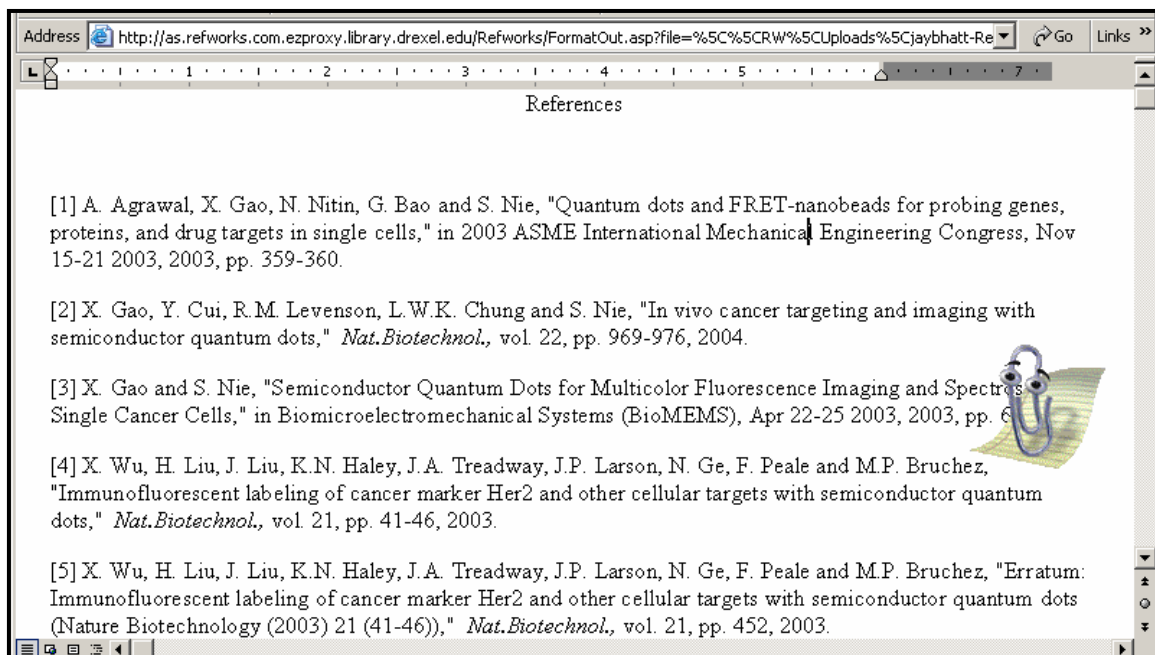 Address http://as.refworks.com.ezproxy.library.drexel.edu/Refworks/FormatOut.asp?file=%5C%5CRW%5CUploads%5Cjaybhatt-Re Go Links »
1 2 3 4 5 7
References
[1] A. Agrawal, X. Gao, N. Nitin, G. Bao and S. Nie, "Quantum dots and FRET-nanobeads for probing genes,
proteins, and drug targets in single cells," in 2003 ASME International Mechanical Engineering Congress, Nov
15-21 2003, 2003, pp. 359-360.
[2] X. Gao, Y. Cui, R.M. Levenson, L.W.K. Chung and S. Nie, "In vivo cancer targeting and imaging with
semiconductor quantum dots," Nat.Biotechnol., vol. 22, pp. 969-976, 2004.
[3] X. Gao and S. Nie, "Semiconductor Quantum Dots for Multicolor Fluorescence Imaging and
Single Cancer Cells," in Biomicroelectromechanical Systems (BioMEMS), Apr 22-25 2003, 2003, pp.
[4] X. Wu, H. Liu, J. Liu, K.N. Haley, J.A. Treadway, J.P. Larson, N. Ge, F. Peale and M.P. Bruchez,
"Immunofluorescent labeling of cancer marker Her2 and other cellular targets with semiconductor quantum
dots," Nat.Biotechnol., vol. 21, pp. 41-46, 2003.
[5] X. Wu, H. Liu, J. Liu, K.N. Haley, J.A. Treadway, J.P. Larson, N. Ge, F. Peale and M.P. Bruchez, "Erratum:
Immunofluorescent labeling of cancer marker Her2 and other cellular targets with semiconductor quantum dots
(Nature Biotechnology (2003) 21 (41-46))," Nat.Biotechnol., vol. 21, pp. 452, 2003.